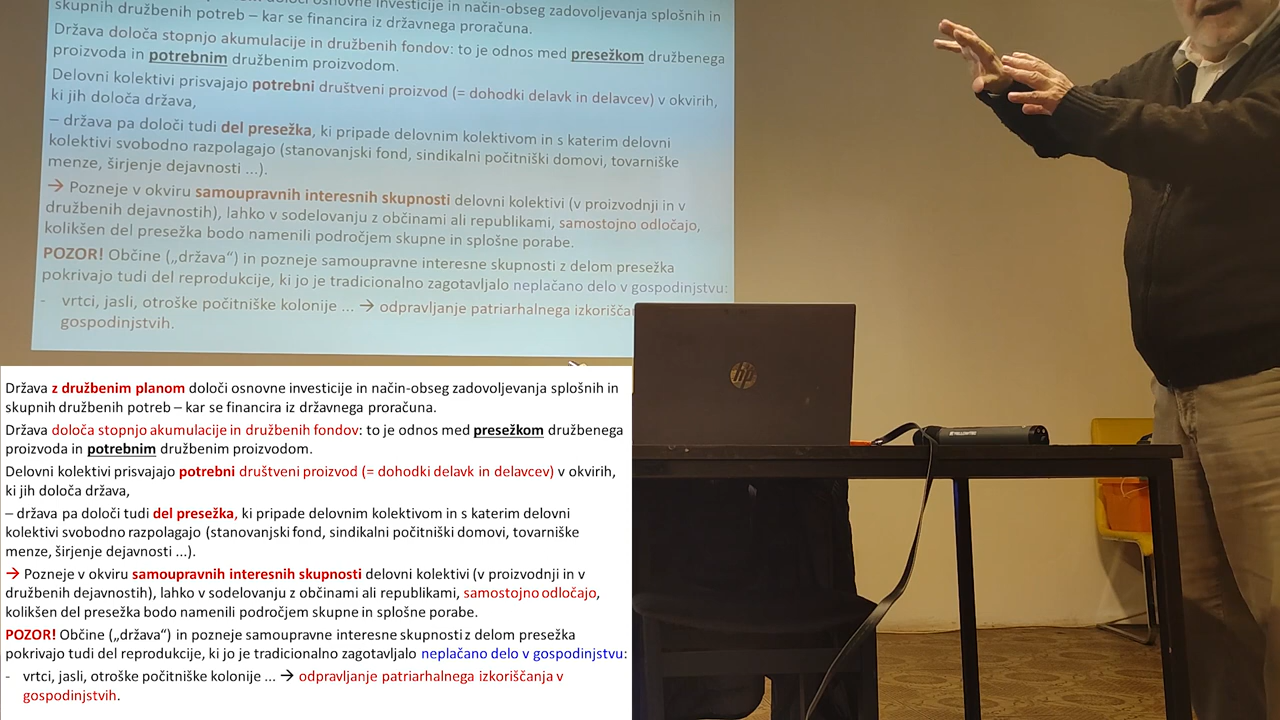 določi osnovne investicije in način-obseg zadovoljevanja splošnih in
skupnih družbenih potreb – kar se financira iz državnega proračuna.
Država določa stopnjo akumulacije in družbenih fondov: to je odnos med presežkom družbenega
proizvoda in potrebnim družbenim proizvodom.
Delovni kolektivi prisvajajo potrebni društveni proizvod (= dohodki delavk in delavcev) v okvirih,
ki jih določa država,
– država pa določi tudi del presežka, ki pripade delovnim kolektivom in s katerim delovni
kolektivi svobodno razpolagajo (stanovanjski fond, sindikalni počitniški domovi, tovarniške
menze, širjenje dejavnosti ...).
→ Pozneje v okviru samoupravnih interesnih skupnosti delovni kolektivi (v proizvodnji in v
družbenih dejavnostih), lahko v sodelovanju z občinami ali republikami, samostojno odločajo,
kolikšen del presežka bodo namenili področjem skupne in splošne porabe.
POZOR! Občine („država“) in pozneje samoupravne interesne skupnosti z delom presežka
pokrivajo tudi del reprodukcije, ki jo je tradicionalno zagotavljalo neplačano delo v gospodinjstvu:
- vrtci, jasli, otroške počitniške kolonije ... → odpravljanje patriarhalnega izkorišča
gospodinjstvih.
hp
Država z družbenim planom določi osnovne investicije in način-obseg zadovoljevanja splošnih in
skupnih družbenih potreb – kar se financira iz državnega proračuna.
Država določa stopnjo akumulacije in družbenih fondov: to je odnos med presežkom družbenega
proizvoda in potrebnim družbenim proizvodom.
Delovni kolektivi prisvajajo potrebni društveni proizvod (= dohodki delavk in delavcev) v okvirih,
ki jih določa država,
– država pa določi tudi del presežka, ki pripade delovnim kolektivom in s katerim delovni
kolektivi svobodno razpolagajo (stanovanjski fond, sindikalni počitniški domovi, tovarniške
menze, širjenje dejavnosti ...).
→ Pozneje v okviru samoupravnih interesnih skupnosti delovni kolektivi (v proizvodnji in v
družbenih dejavnostih), lahko v sodelovanju z občinami ali republikami, samostojno odločajo,
kolikšen del presežka bodo namenili področjem skupne in splošne porabe.
POZOR! Občine („država“) in pozneje samoupravne interesne skupnosti z delom presežka
pokrivajo tudi del reprodukcije, ki jo je tradicionalno zagotavljalo neplačano delo v gospodinjstvu:
- vrtci, jasli, otroške počitniške kolonije ... → odpravljanje patriarhalnega izkoriščanja v
gospodinjstvih.